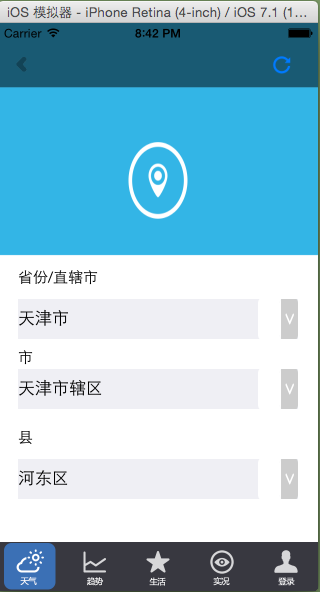 iOS 模拟器 - iPhone Retina (4-inch) / iOS 7.1 (1...
Carrier 8:42 PM
省份/直辖市
天津市
市
天津市辖区
县
河东区
天气 趋势 生活 实况 登录